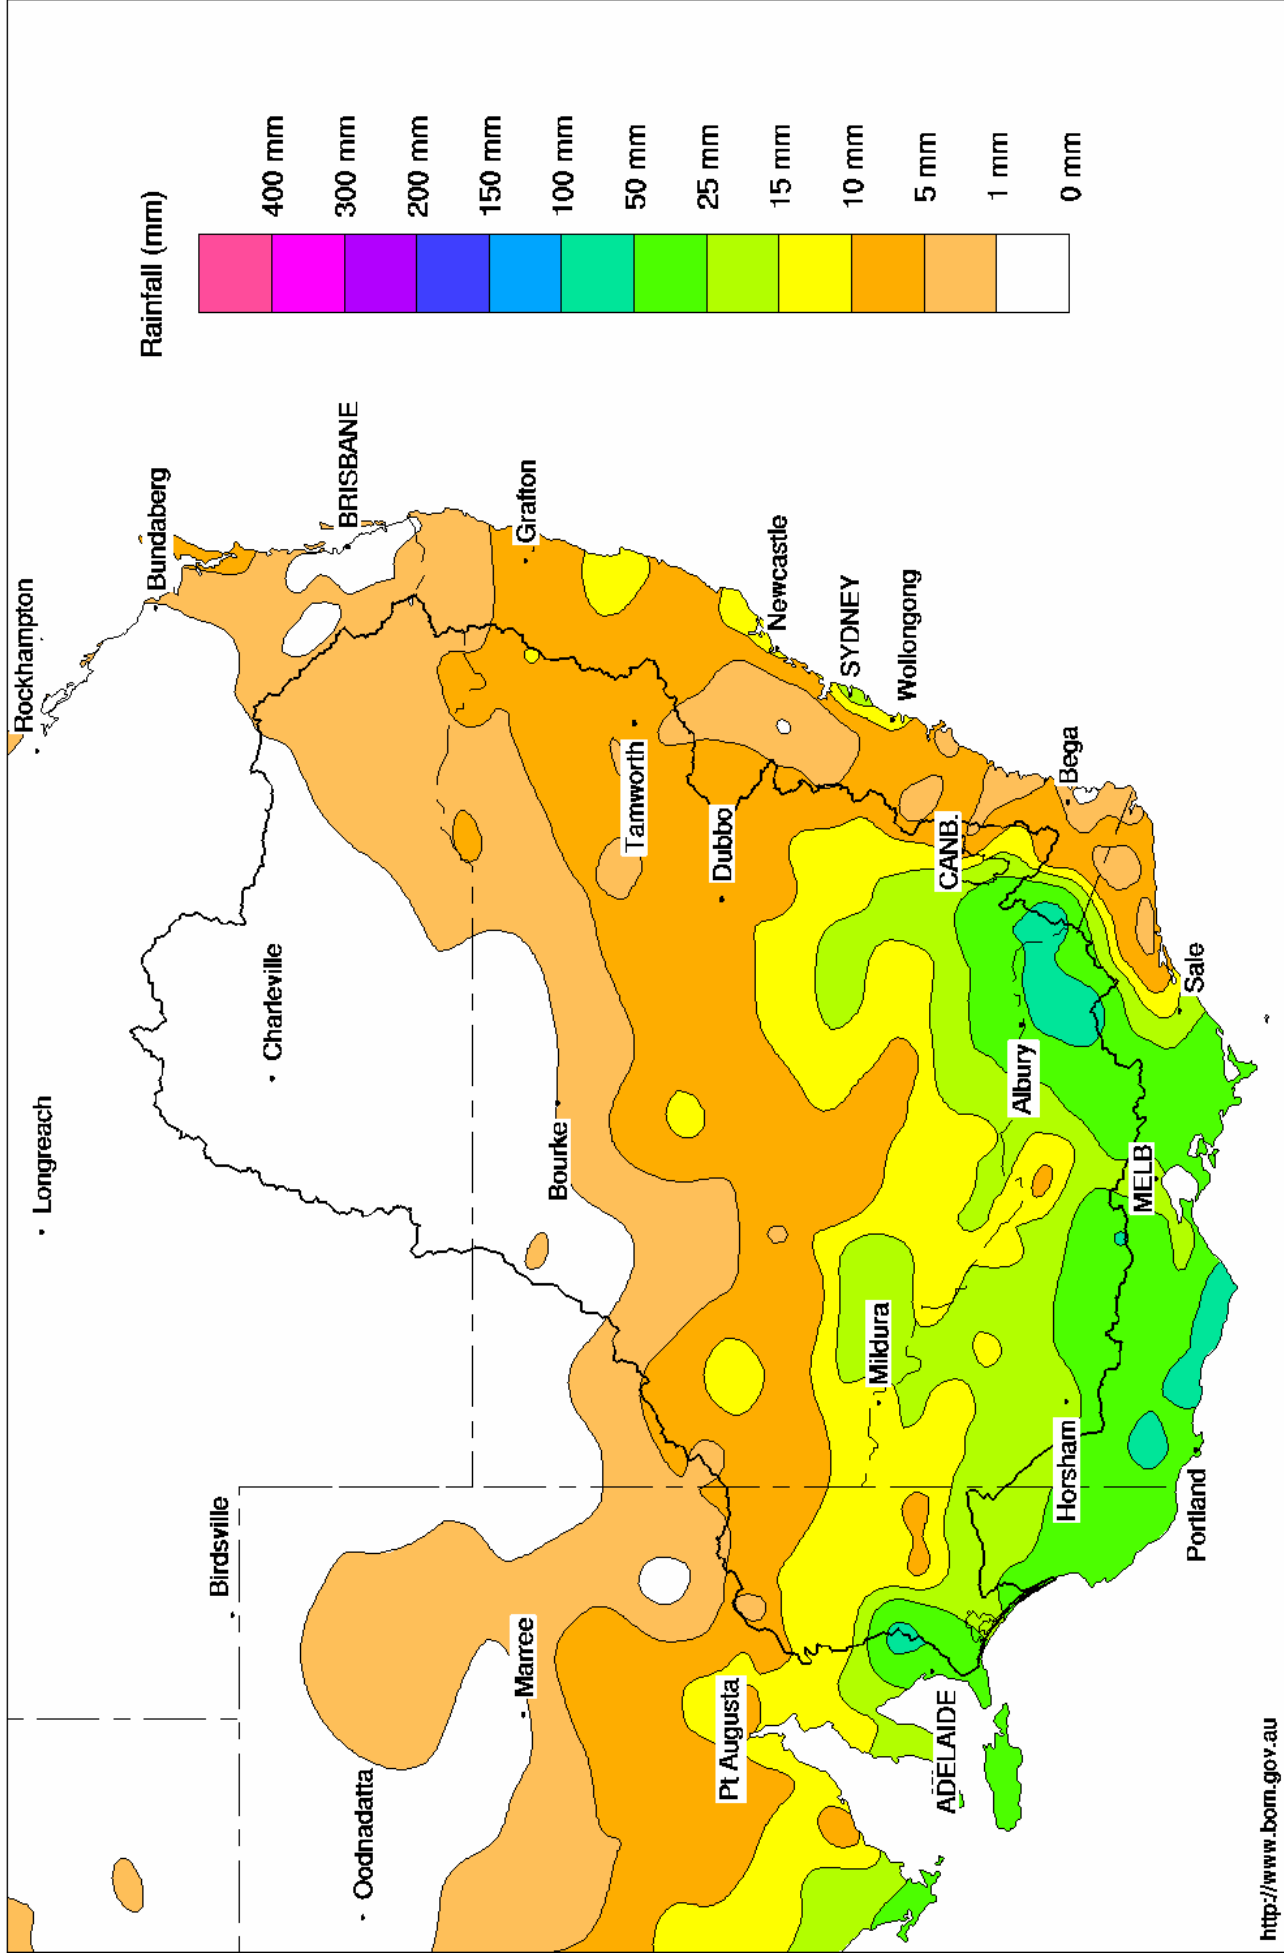 Rainfall (mm)
400 mm
300 mm
200 mm
150 mm
100 mm
50 mm
25 mm
15 mm
10 mm
5 mm
1 mm
0 mm
Rockhampton
Longreach
Bundaberg
Birdsville
Charleville
BRISBANE
Oodnadatta
Grafton
Marree
Bourke
Tamworth
Dubbo
Pt Augusta
Newcastle
SYDNEY
Mildura
Wollongong
CANB.
ADELAIDE
Albury
Bega
Horsham
MELB
Sale
Portland
http://www.bom.gov.au